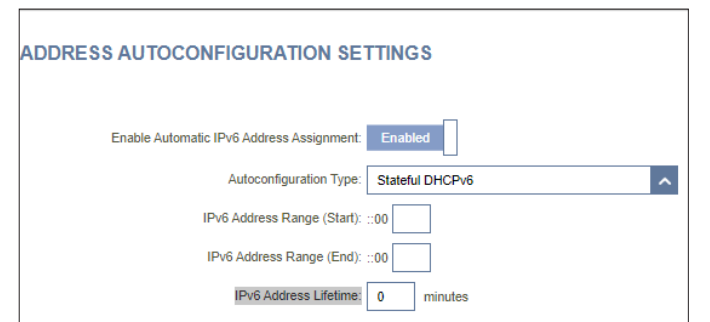 ADDRESS AUTOCONFIGURATION SETTINGS
Enable Automatic IPv6 Address Assignment: Enabled
Autoconfiguration Type: Stateful DHCPv6
IPv6 Address Range (Start): ::00
IPv6 Address Range (End): ::00
IPv6 Address Lifetime: 0 minutes